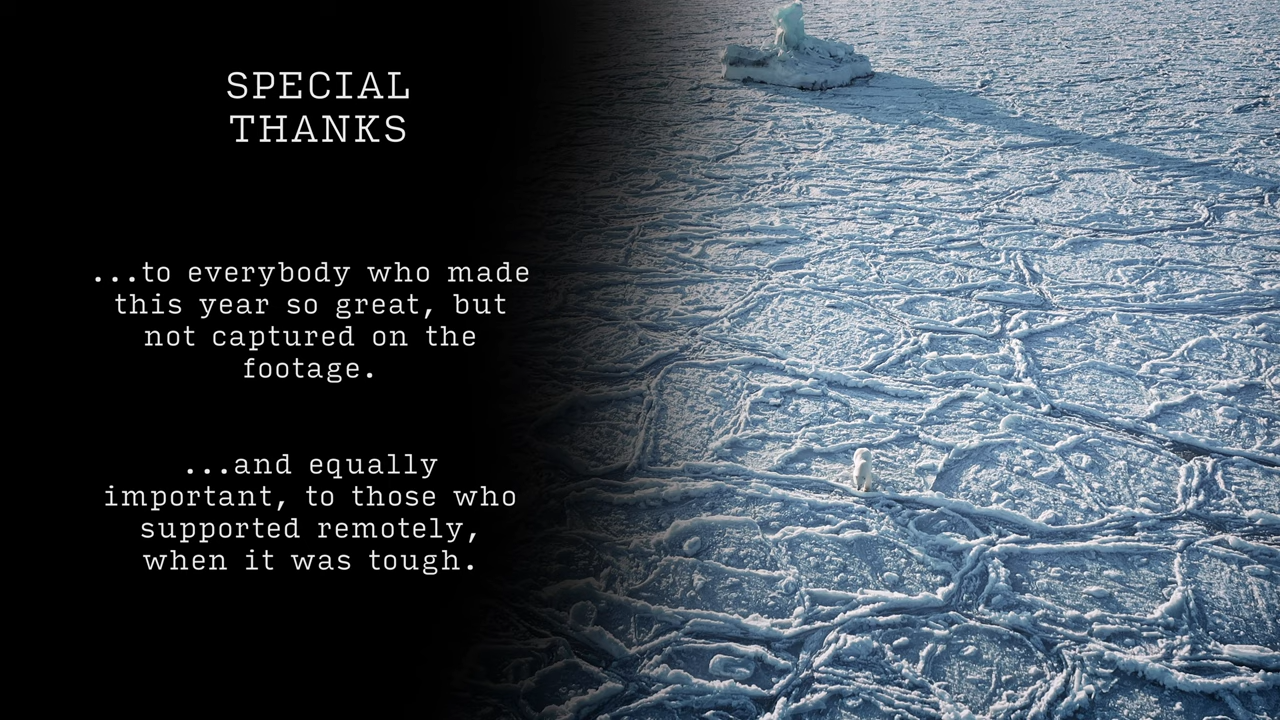 SPECIAL
THANKS
...to everybody who made
this year so great, but
not captured on the
footage.
...and equally
important, to those who
supported remotely,
when it was tough.